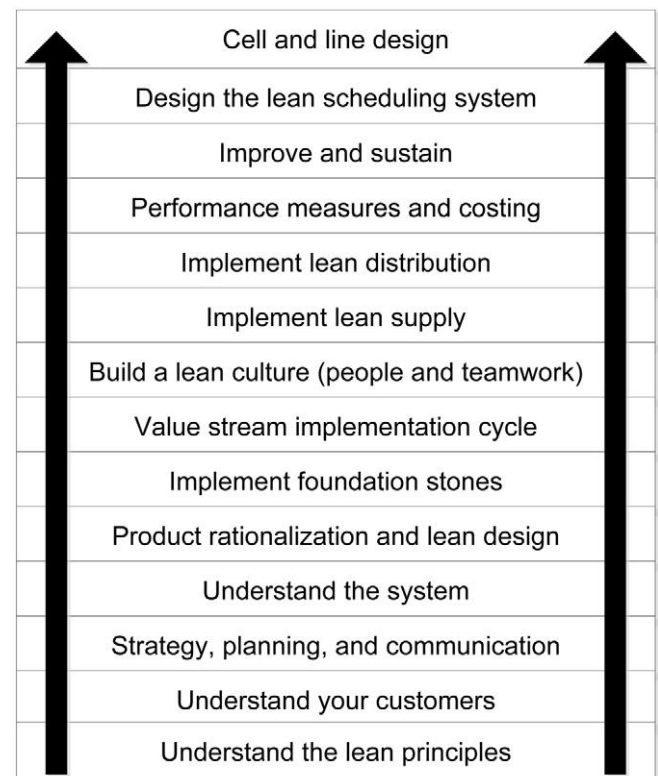 Cell and line design
Design the lean scheduling system
Improve and sustain
Performance measures and costing
Implement lean distribution
Implement lean supply
Build a lean culture (people and teamwork)
Value stream implementation cycle
Implement foundation stones
Product rationalization and lean design
Understand the system
Strategy, planning, and communication
Understand your customers
Understand the lean principles